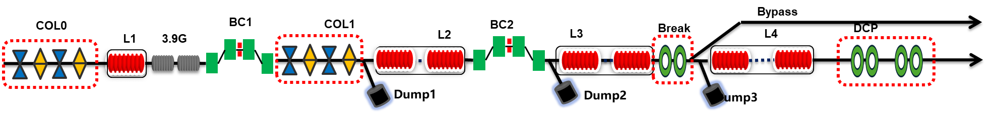 COL0
L1
3.9G
BC1
COL1
Dump1
L2
BC2
Dump2
L3
Break
Bypass
ump3
L4
DCP